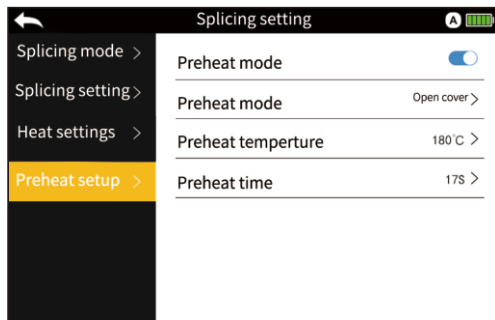 Splicing setting A
Splicing mode >
Splicing setting >
Heat settings >
Preheat setup >
Preheat mode
Preheat mode Open cover >
Preheat temperture 180°C >
Preheat time 17S >